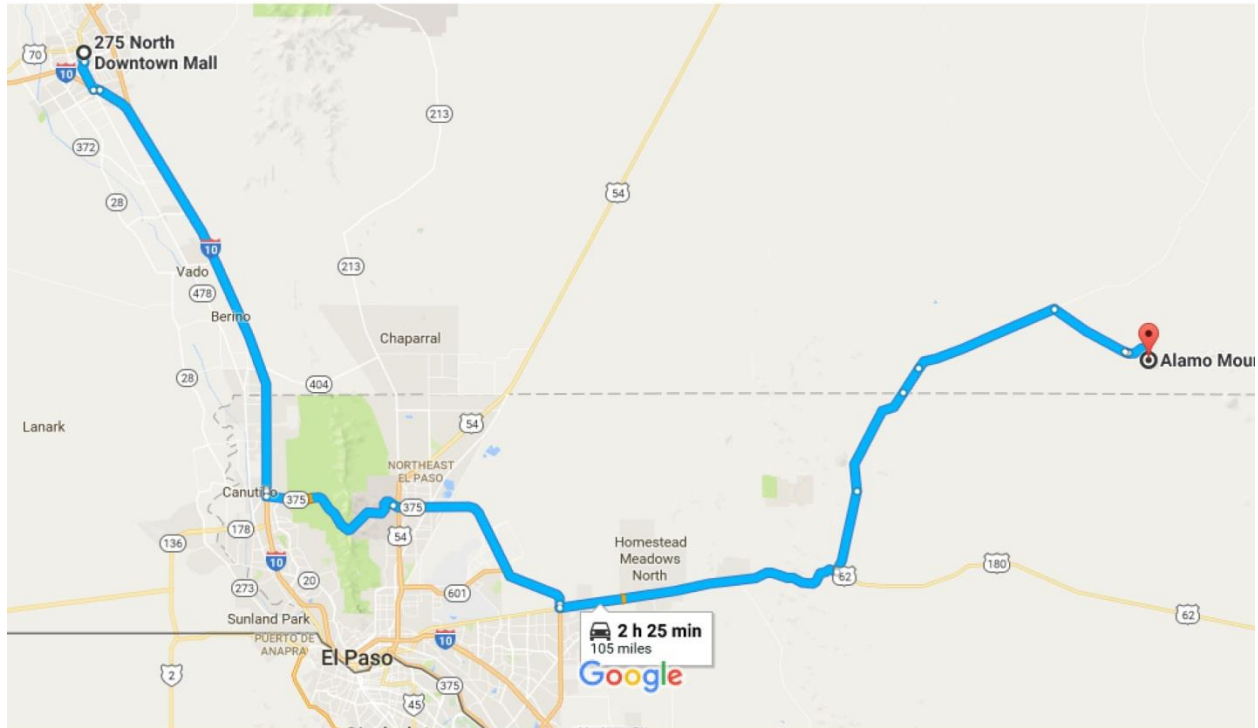 275 North
Downtown Mall
70
10
213
372
54
28
10
213
Vado
478
Berino
Chaparral
Alamo Moun
28
404
54
Lanark
NORTHEAST
EL PASO
Canutillo
375
375
178
54
136
Homestead
Meadows
North
10
20
62
180
273
601
62
Sunland Park
2 h 25 min
105 miles
PUERTO DE
ANAPRA
10
El Paso
Google
2
375
45